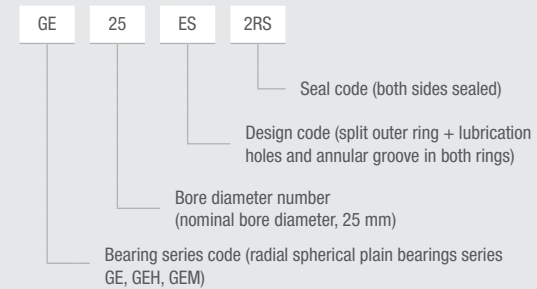 GE 25 ES 2RS
Seal code (both sides sealed)
Design code (split outer ring + lubrication
holes and annular groove in both rings)
Bore diameter number
(nominal bore diameter, 25 mm)
Bearing series code (radial spherical plain bearings series
GE, GEH, GEM)